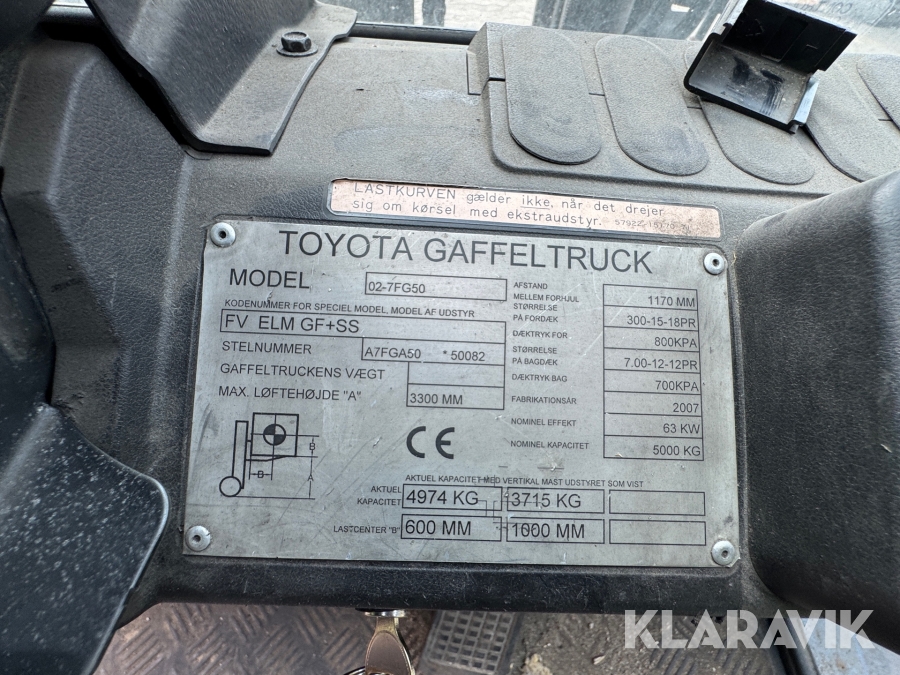 LASTKURVEN gælder ikke, når det drejer
sig om kørsel med ekstraudstyr.
TOYOTA GAFFELTRUCK
MODEL 02-7FG50
KODENUMMER FOR SPECIEL MODEL, MODEL AF UDSTYR
FV ELM GF+SS
STELNUMMER A7FGA50 *50082
GAFFELTRUCKENS VÆGT
MAX. LØFTEHØJDE "A" 3300 MM
AFSTAND
MELLEM FORHJUL 1170 MM
STØRRELSE
PÅ FORDÆK 300-15-18PR
DÆKTRYK FOR 800KPA
STØRRELSE
PÅ BAGDÆK 7.00-12-12PR
DÆKTRYK BAG 700KPA
FABRIKATIONSÅR 2007
NOMINEL EFFEKT 63 KW
NOMINEL KAPACITET 5000 KG
B
A
B
CE
AKTUEL KAPACITET MED VERTIKAL MAST UDSTYRET SOM VIST
AKTUEL
KAPACITET 4974 KG 3715 KG
LASTCENTER "B" 600 MM 1000 MM
KLARAVIK